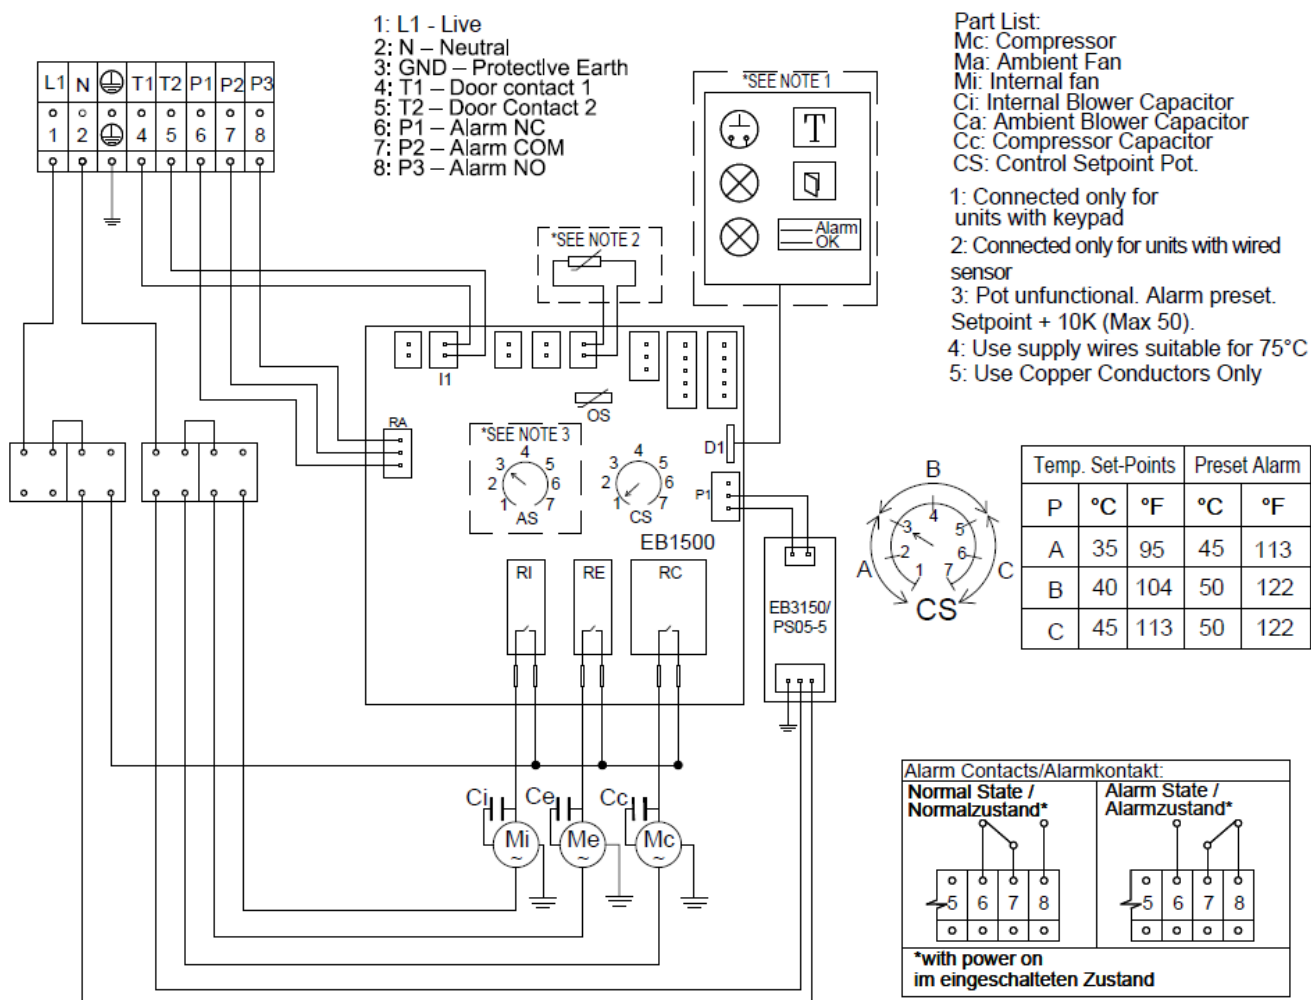 1: L1 - Live
2: N – Neutral
3: GND – Protective Earth
4: T1 – Door contact 1
5: T2 – Door Contact 2
6: P1 – Alarm NC
7: P2 – Alarm COM
8: P3 – Alarm NO
L1 N T1 T2 P1 P2 P3
1 2 4 5 6 7 8
*SEE NOTE 1
T
Alarm
OK
Part List:
Mc: Compressor
Ma: Ambient Fan
Mi: Internal fan
Ci: Internal Blower Capacitor
Ca: Ambient Blower Capacitor
Cc: Compressor Capacitor
CS: Control Setpoint Pot.
1: Connected only for
units with keypad
2: Connected only for units with wired
sensor
3: Pot unfunctional. Alarm preset.
Setpoint + 10K (Max 50).
4: Use supply wires suitable for 75°C
5: Use Copper Conductors Only
*SEE NOTE 2
I1
OS
RA
*SEE NOTE 3
1 2 3 4 5 6 7
AS
1 2 3 4 5 6 7
CS
D1
P1
EB1500
RI RE RC
EB3150/
PS05-5
Ci Ce Cc
Mi Me Mc
~ ~ ~
B
A C
1 2 3 4 5 6 7
CS
Temp. Set-Points Preset Alarm
P °C °F °C °F
A 35 95 45 113
B 40 104 50 122
C 45 113 50 122
Alarm Contacts/Alarmkontakt:
Normal State /
Normalzustand*
Alarm State /
Alarmzustand*
5 6 7 8
5 6 7 8
*with power on
im eingeschalteten Zustand